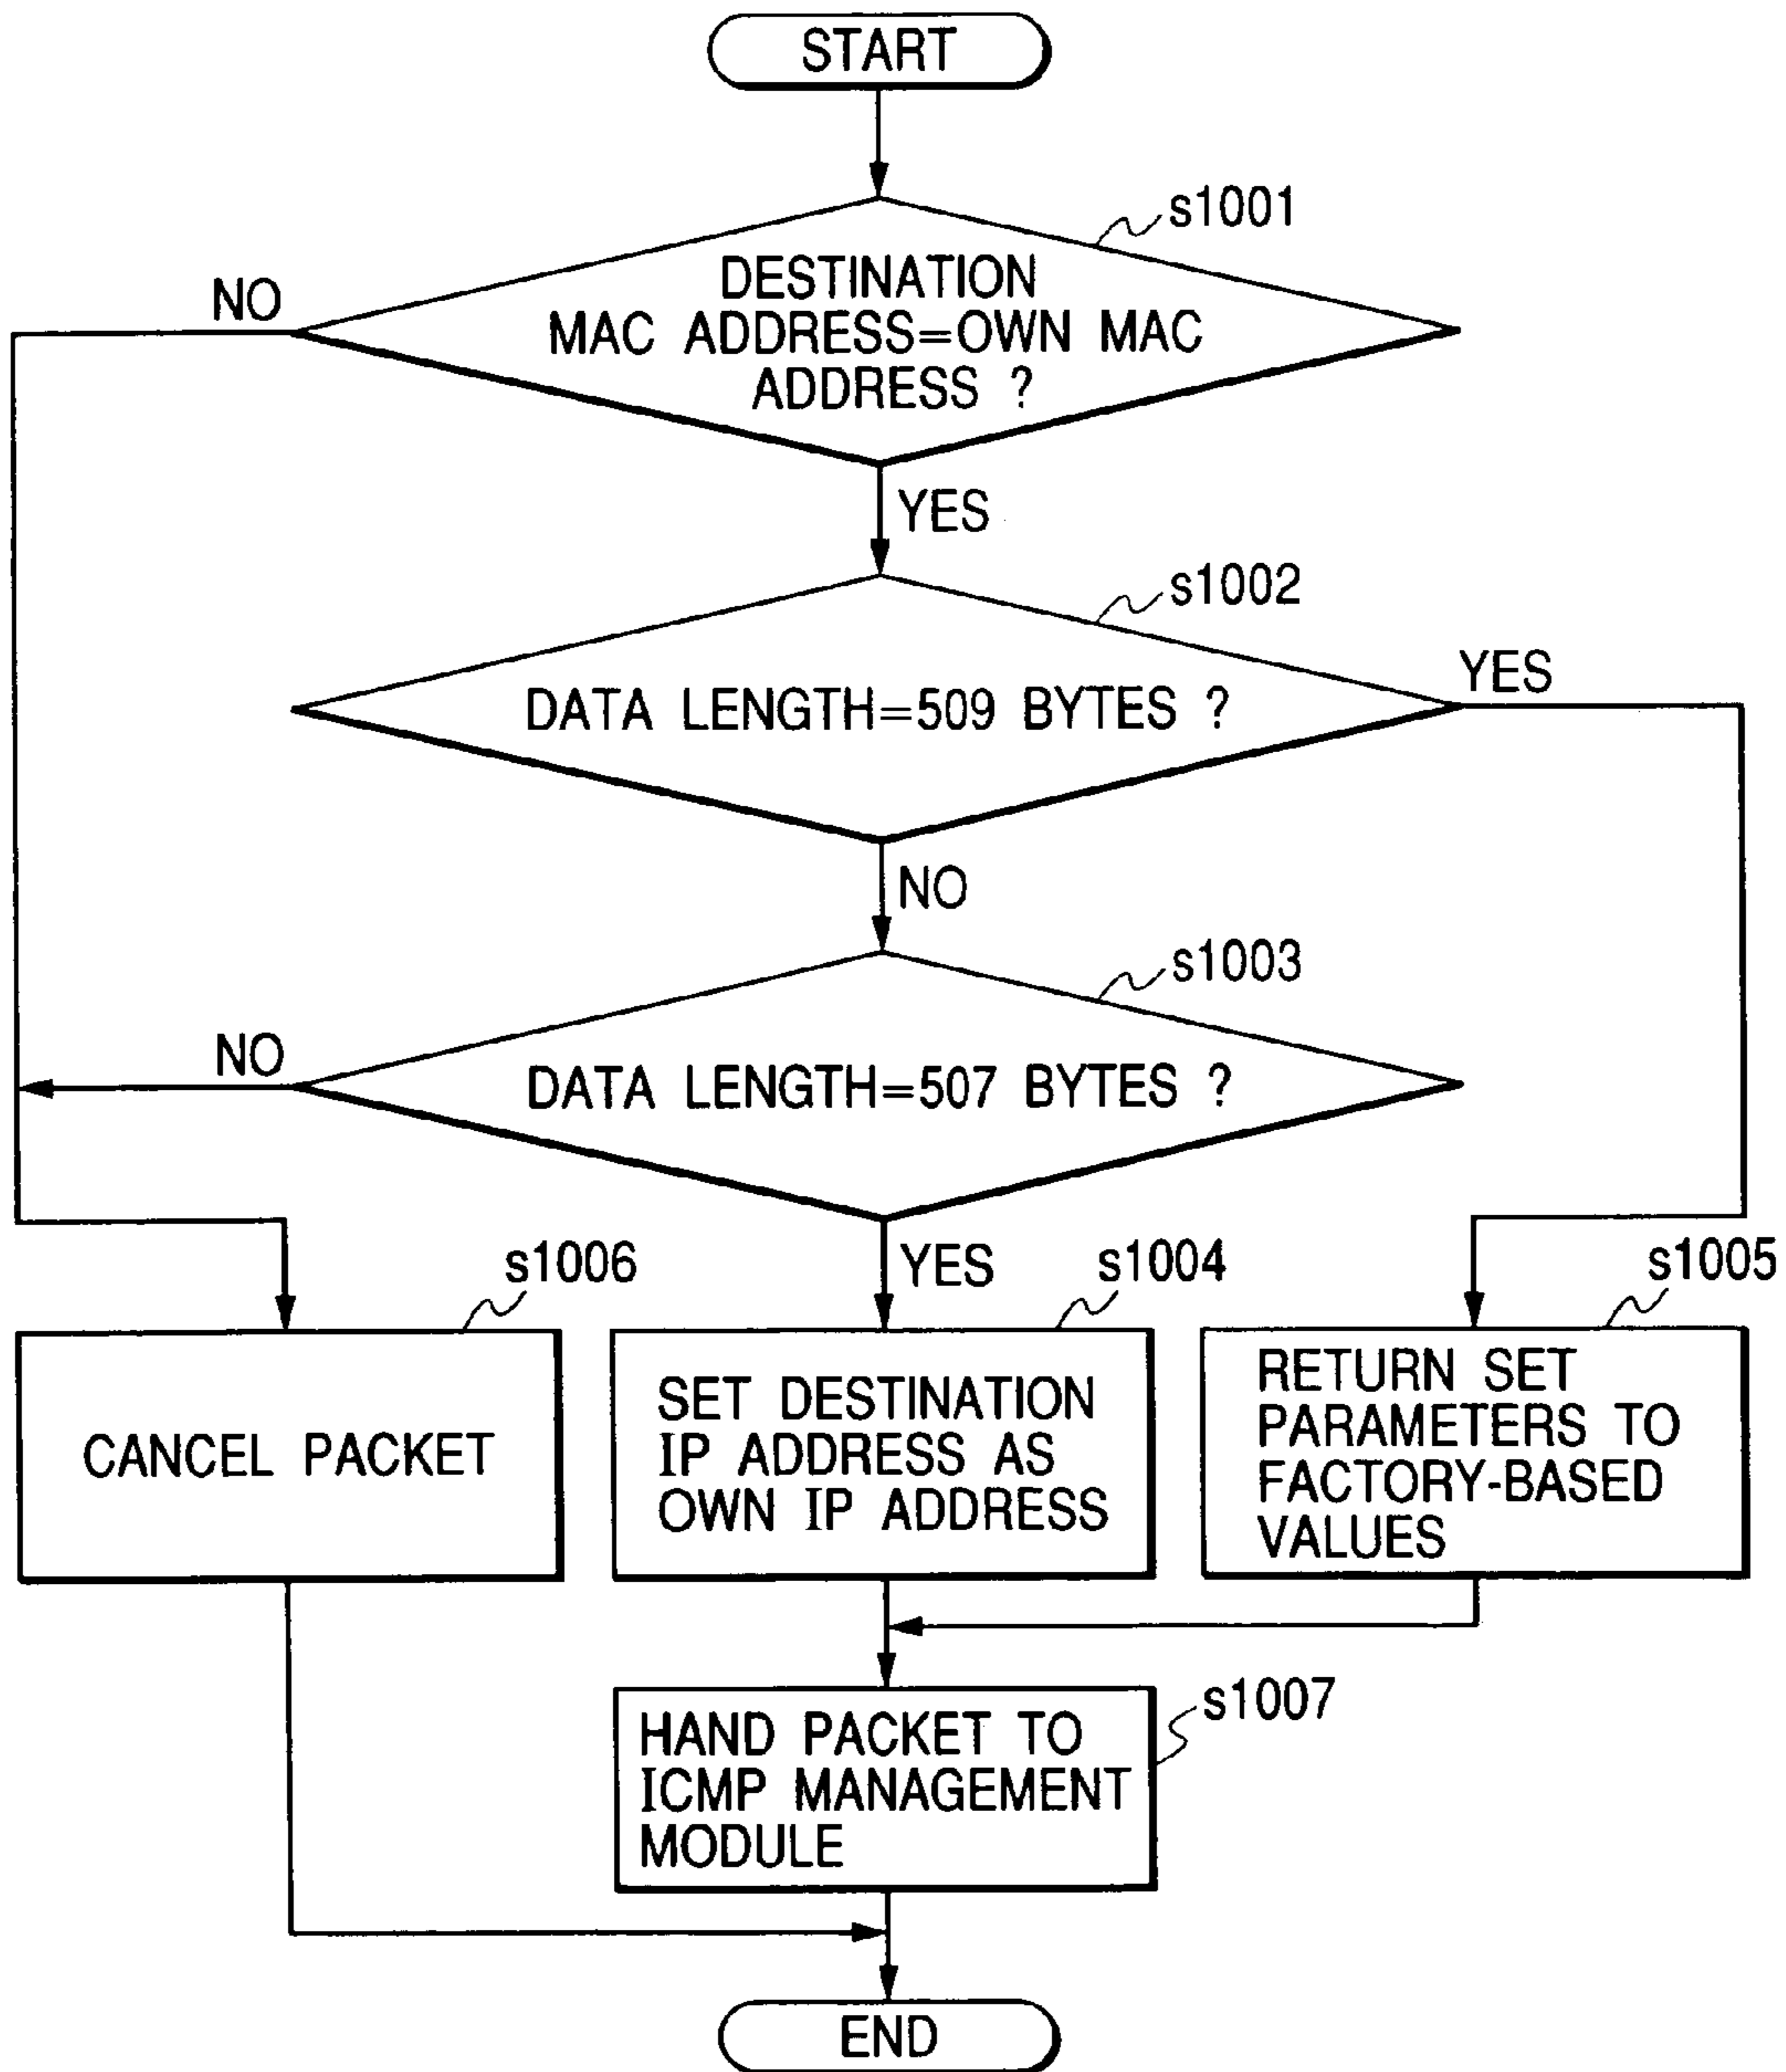 START
s1001
DESTINATION
MAC ADDRESS=OWN MAC
ADDRESS ?
NO
YES
s1002
DATA LENGTH=509 BYTES ?
YES
NO
s1003
DATA LENGTH=507 BYTES ?
NO
YES
s1006
CANCEL PACKET
s1004
SET DESTINATION
IP ADDRESS AS
OWN IP ADDRESS
s1005
RETURN SET
PARAMETERS TO
FACTORY-BASED
VALUES
s1007
HAND PACKET TO
ICMP MANAGEMENT
MODULE
END